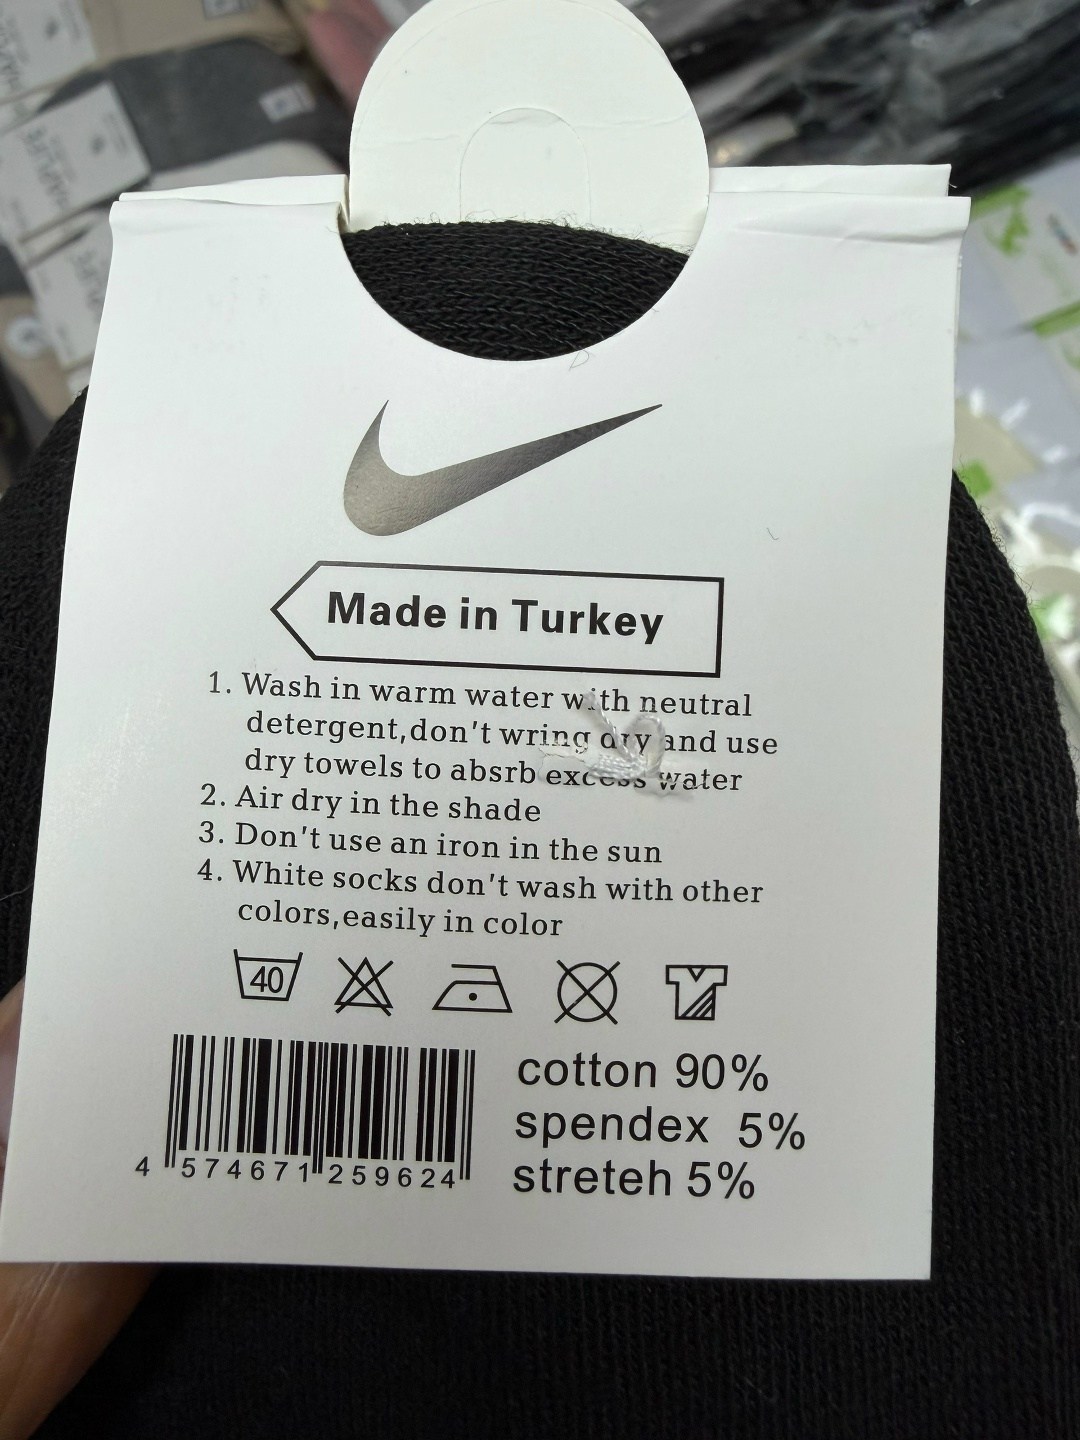 Made in Turkey
1. Wash in warm water with neutral
detergent,don't wring dry and use
dry towels to absrb excess water
2. Air dry in the shade
3. Don't use an iron in the sun
4. White socks don't wash with other
colors,easily in color
40
cotton 90%
spendex 5%
streteh 5%
4 574671 259624